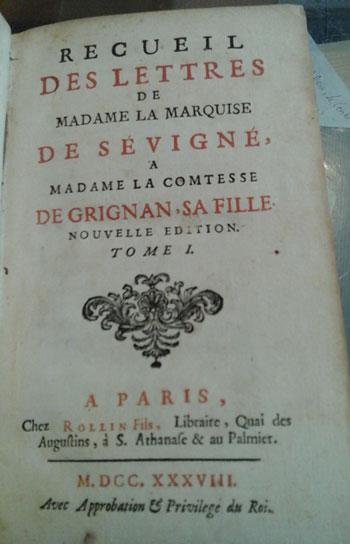 RECUEIL
DES LETTRES
DE
MADAME LA MARQUISE
DE SÉVIGNÉ,
A
MADAME LA COMTESSE
DE GRIGNAN, SA FILLE.
NOUVELLE EDITION.
TOME I.
A PARIS,
Chez ROLLIN Fils, Libraire, Quai des
Augustins, à S. Athanase & au Palmier.
M. DCC. XXXVIII.
Avec Approbation & Privilege du Roi.